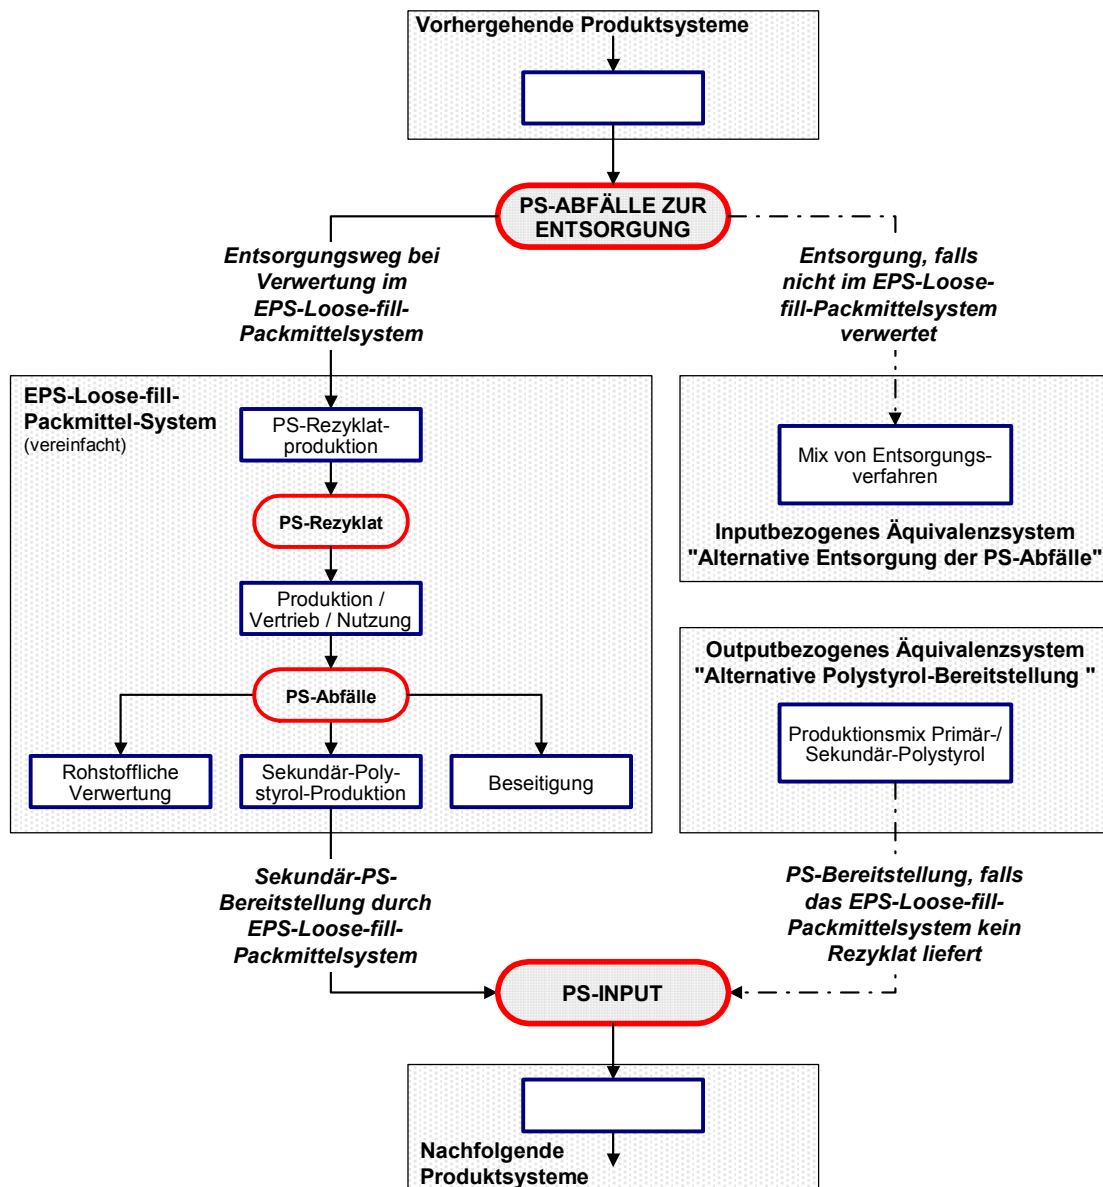 Vorhergehende Produktsysteme
PS-ABFÄLLE ZUR
ENTSORGUNG
Entsorgungsweg bei
Verwertung im
EPS-Loose-fill-
Packmittelsystem
Entsorgung, falls
nicht im EPS-Loose-
fill-Packmittelsystem
verwertet
EPS-Loose-fill-
Packmittel-System
(vereinfacht)
PS-Rezyklat-
produktion
PS-Rezyklat
Produktion /
Vertrieb / Nutzung
PS-Abfälle
Rohstoffliche
Verwertung
Sekundär-Poly-
styrol-Produktion
Beseitigung
Mix von Entsorgungs-
verfahren
Inputbezogenes Äquivalenzsystem
"Alternative Entsorgung der PS-Abfälle"
Outputbezogenes Äquivalenzsystem
"Alternative Polystyrol-Bereitstellung "
Produktionsmix Primär-/
Sekundär-Polystyrol
Sekundär-PS-
Bereitstellung durch
EPS-Loose-fill-
Packmittelsystem
PS-Bereitstellung, falls
das EPS-Loose-fill-
Packmittelsystem kein
Rezyklat liefert
PS-INPUT
Nachfolgende
Produktsysteme